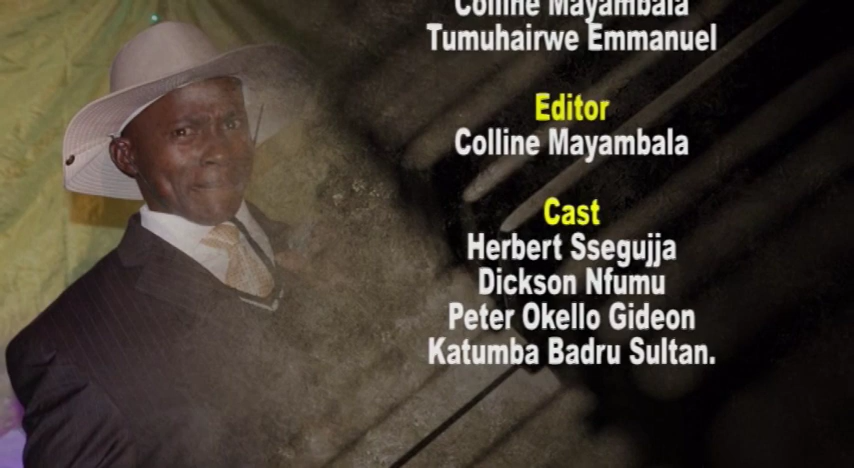 Colline Mayambala
Tumuhairwe Emmanuel
Editor
Colline Mayambala
Cast
Herbert Ssegujja
Dickson Nfumu
Peter Okello Gideon
Katumba Badru Sultan.